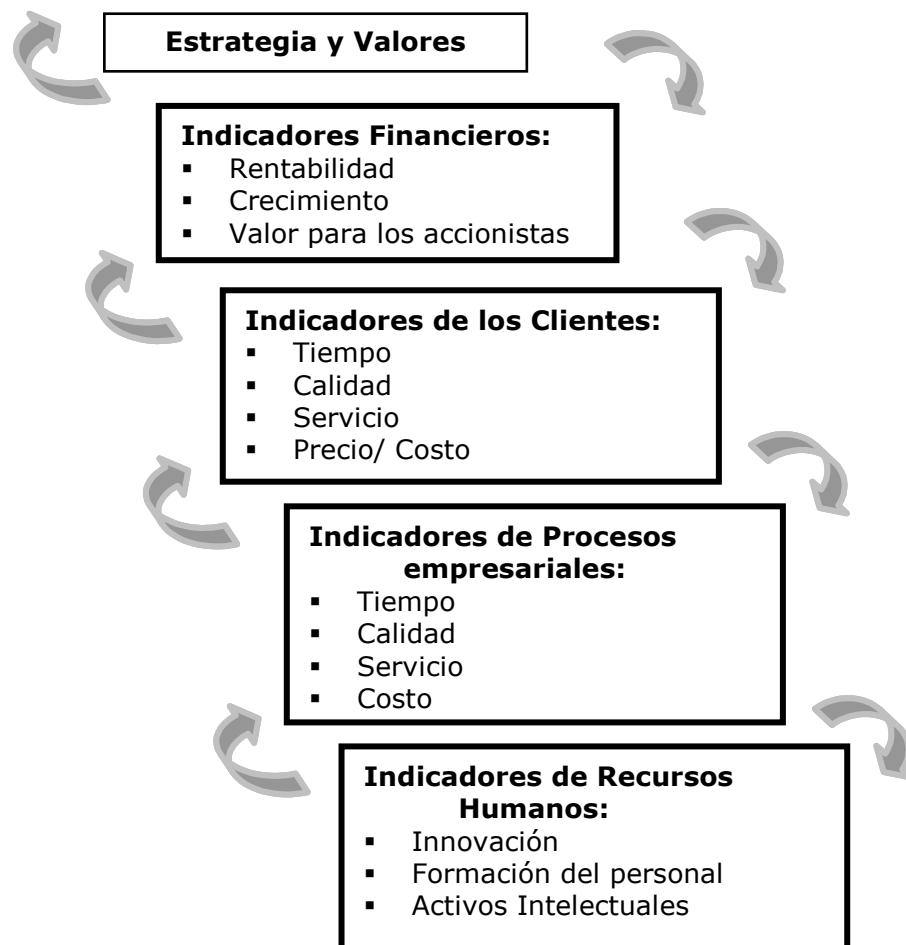 Estrategia y Valores
Indicadores Financieros:
▪ Rentabilidad
▪ Crecimiento
▪ Valor para los accionistas
Indicadores de los Clientes:
▪ Tiempo
▪ Calidad
▪ Servicio
▪ Precio/ Costo
Indicadores de Procesos
empresariales:
▪ Tiempo
▪ Calidad
▪ Servicio
▪ Costo
Indicadores de Recursos
Humanos:
▪ Innovación
▪ Formación del personal
▪ Activos Intelectuales